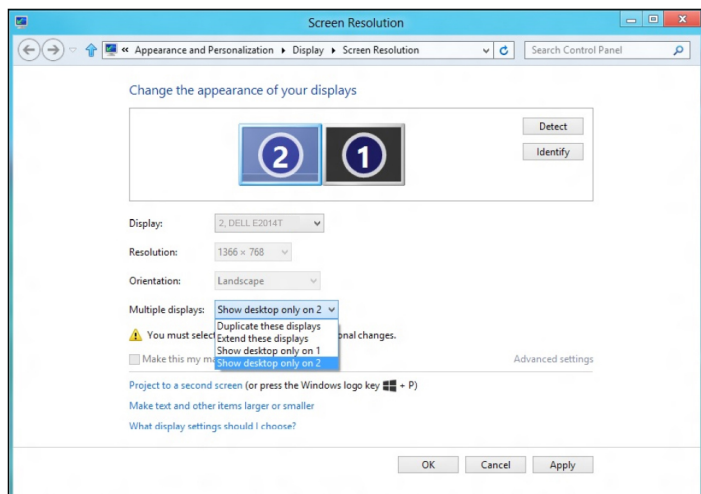 Screen Resolution
« Appearance and Personalization ▸ Display ▸ Screen Resolution
Search Control Panel
Change the appearance of your displays
2
1
Detect
Identify
Display: 2, DELL E2014T
Resolution: 1366 × 768
Orientation: Landscape
Multiple displays: Show desktop only on 2
Duplicate these displays
You must onal changes.
Extend these displays
Show desktop only on 1
Make this my Advanced settings
Show desktop only on 2
Project to a second screen (or press the Windows logo key + P)
Make text and other items larger or smaller
What display settings should I choose?
OK Cancel Apply